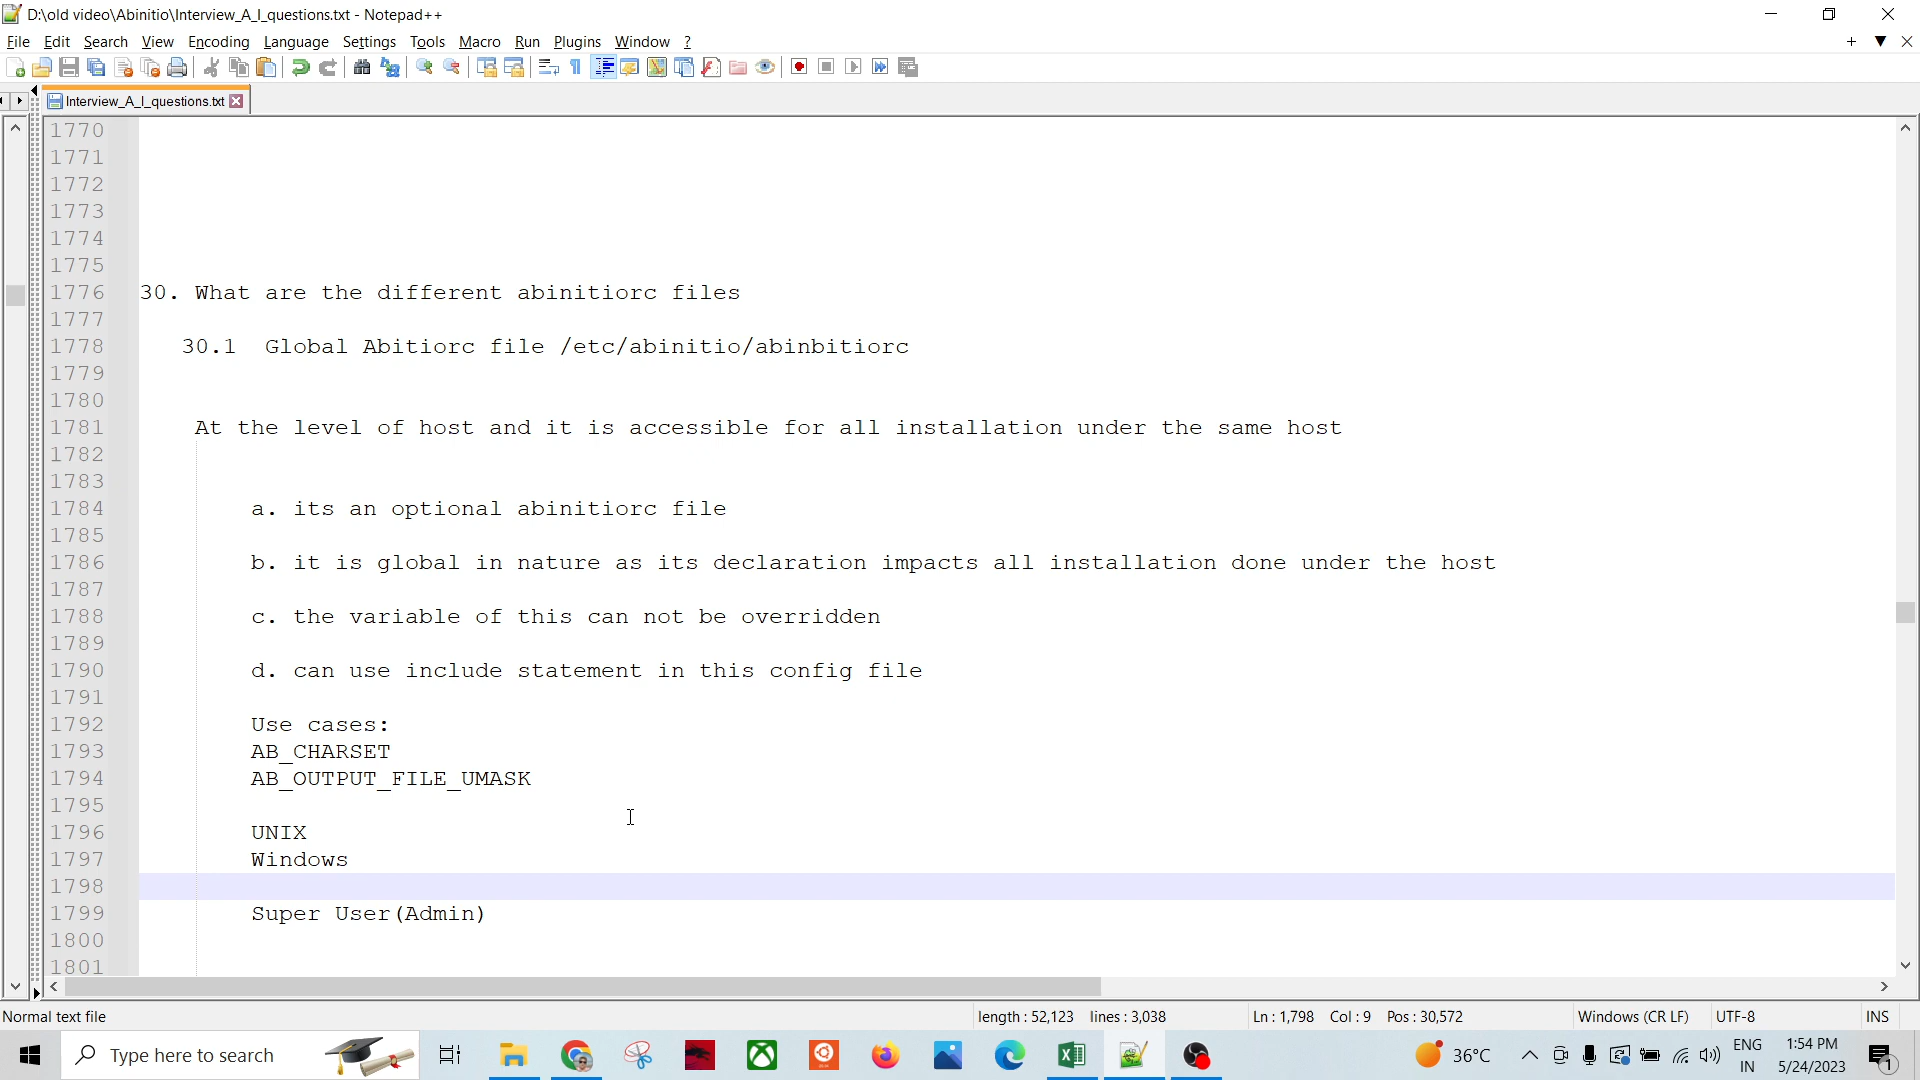 D:\old video\Abinitio\Interview_A_I_questions.txt - Notepad++
File Edit Search View Encoding Language Settings Tools Macro Run Plugins Window ?
Interview_A_I_questions.txt
1770
1771
1772
1773
1774
1775
1776 30. What are the different abinitiorc files
1777
1778 30.1 Global Abitiorc file /etc/abinitio/abinbitiorc
1779
1780
1781 At the level of host and it is accessible for all installation under the same host
1782
1783
1784 a. its an optional abinitiorc file
1785
1786 b. it is global in nature as its declaration impacts all installation done under the host
1787
1788 c. the variable of this can not be overridden
1789
1790 d. can use include statement in this config file
1791
1792 Use cases:
1793 AB_CHARSET
1794 AB_OUTPUT_FILE_UMASK
1795
1796 UNIX
1797 Windows
1798
1799 Super User(Admin)
1800
1801
Normal text file length : 52,123 lines : 3,038 Ln : 1,798 Col : 9 Pos : 30,572 Windows (CR LF) UTF-8 INS
Type here to search 36°C ENG IN 1:54 PM 5/24/2023 1